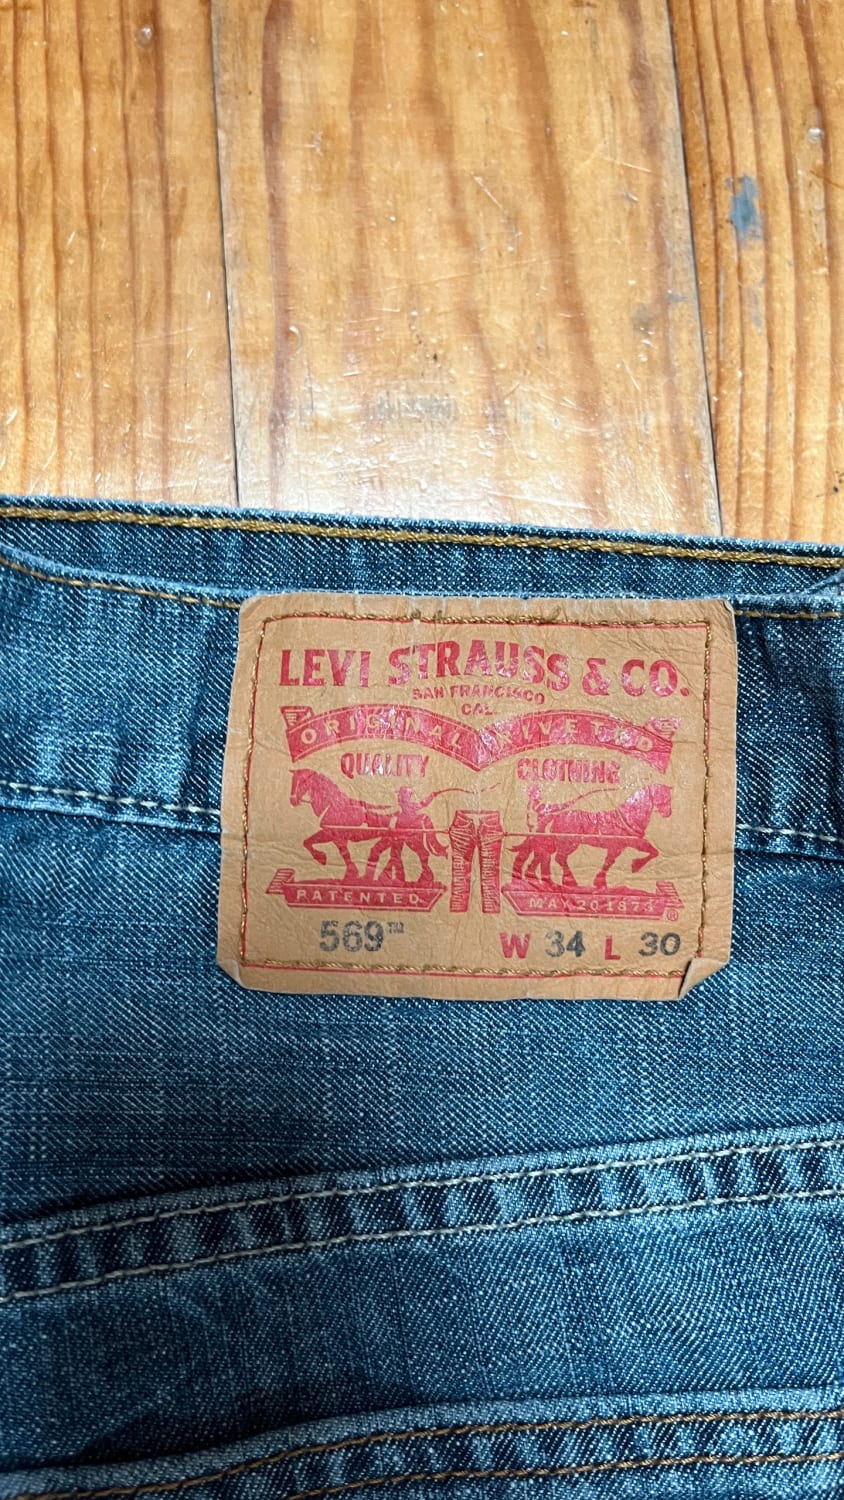 LEVI STRAUSS & CO.
SAN FRANCISCO
CAL.
ORIGINAL RIVETED
QUALITY CLOTHING
PATENTED MAY 20 1873 ®
569™ W 34 L 30